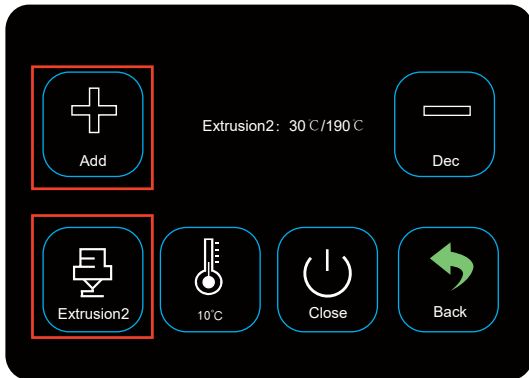 Add
Extrusion2: 30℃/190℃
Dec
Extrusion2
10℃
Close
Back